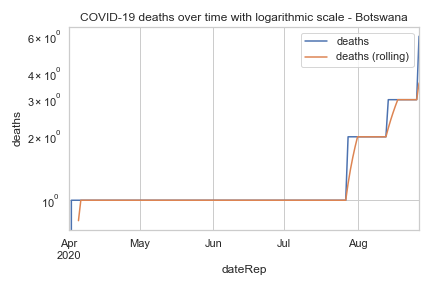 COVID-19 deaths over time with logarithmic scale - Botswana
deaths
deaths (rolling)
6 × 10⁰
4 × 10⁰
3 × 10⁰
2 × 10⁰
10⁰
deaths
Apr
2020
May
Jun
Jul
Aug
dateRep